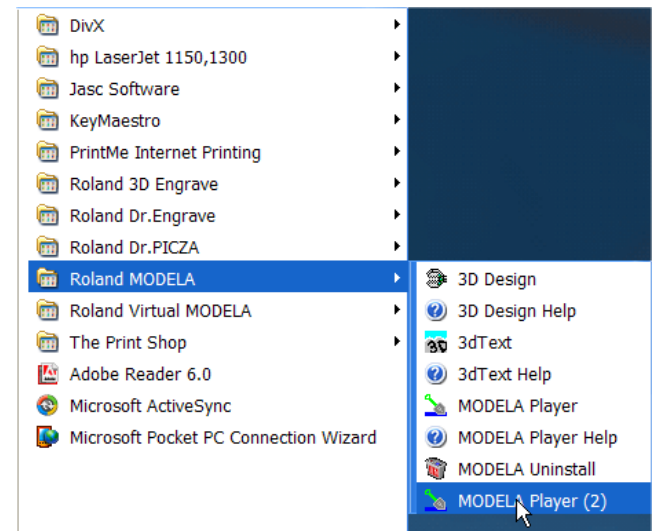 DivX
hp LaserJet 1150,1300
Jasc Software
KeyMaestro
PrintMe Internet Printing
Roland 3D Engrave
Roland Dr.Engrave
Roland Dr.PICZA
Roland MODELA
Roland Virtual MODELA
The Print Shop
Adobe Reader 6.0
Microsoft ActiveSync
Microsoft Pocket PC Connection Wizard
3D Design
3D Design Help
3dText
3dText Help
MODELA Player
MODELA Player Help
MODELA Uninstall
MODELA Player (2)